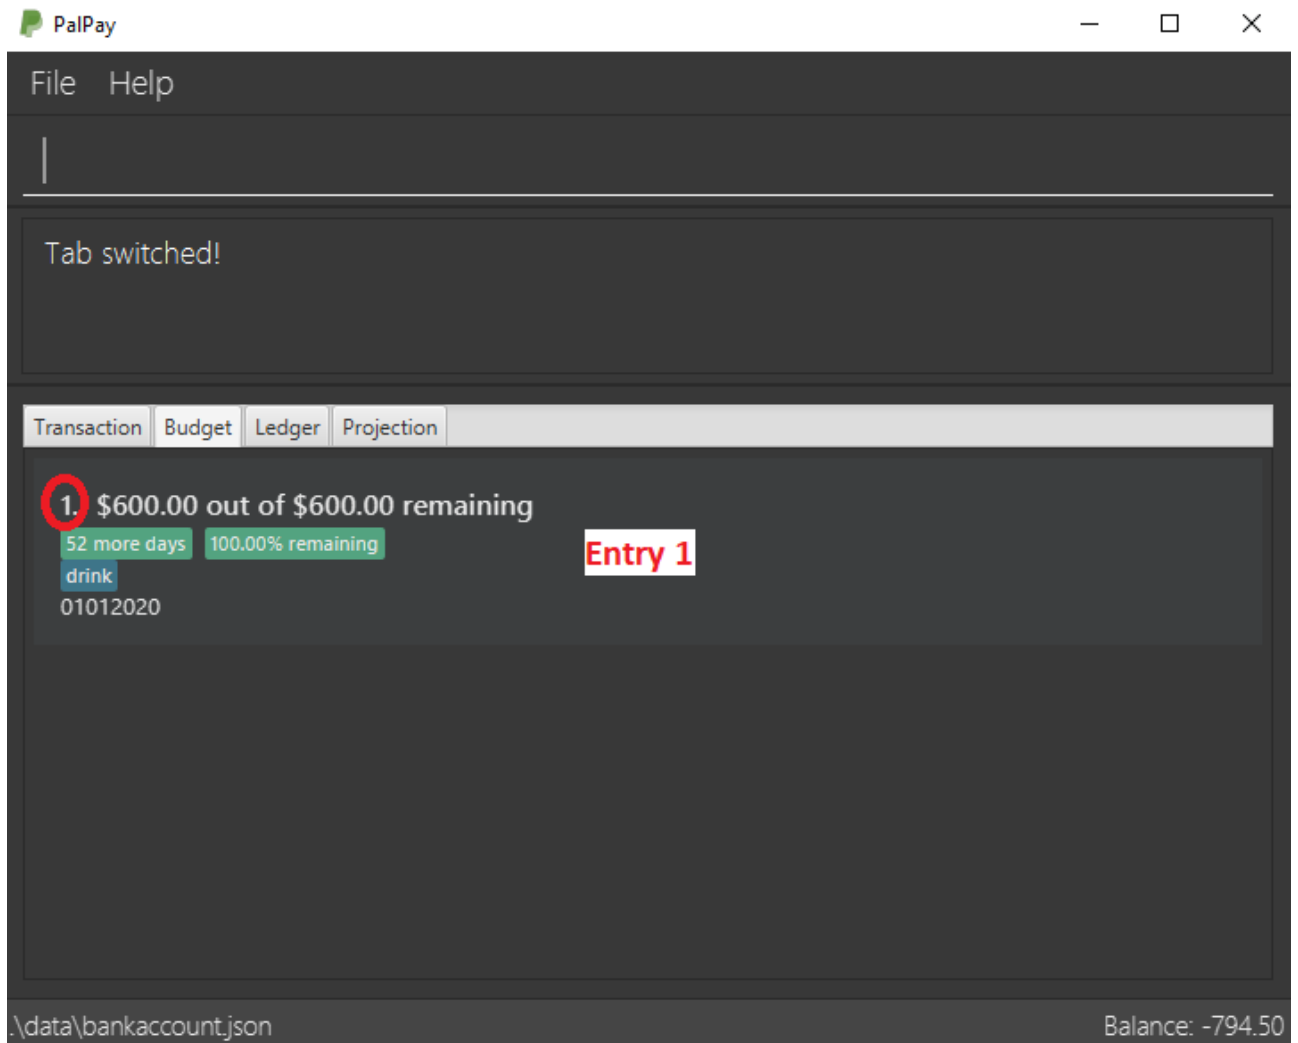 PalPay
File Help
Tab switched!
Transaction Budget Ledger Projection
1. $600.00 out of $600.00 remaining
52 more days 100.00% remaining
Entry 1
drink
01012020
.\data\bankaccount.json Balance: -794.50